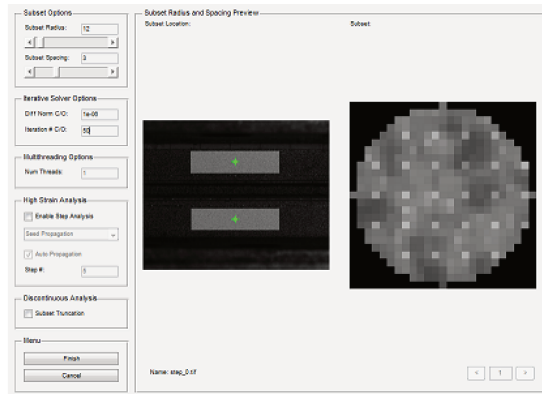 Subset Options
Subset Radius: 12
Subset Spacing: 3
Iterative Solver Options
Diff Norm C/O: 1e-06
Iteration # C/O: 50
Multithreading Options
Num Threads: 1
High Strain Analysis
Enable Step Analysis
Seed Propagation
Auto Propagation
Step #: 5
Discontinuous Analysis
Subset Truncation
Menu
Finish
Cancel
Subset Radius and Spacing Preview
Subset Location: Subset:
Name: step_0.tif
< 1 >